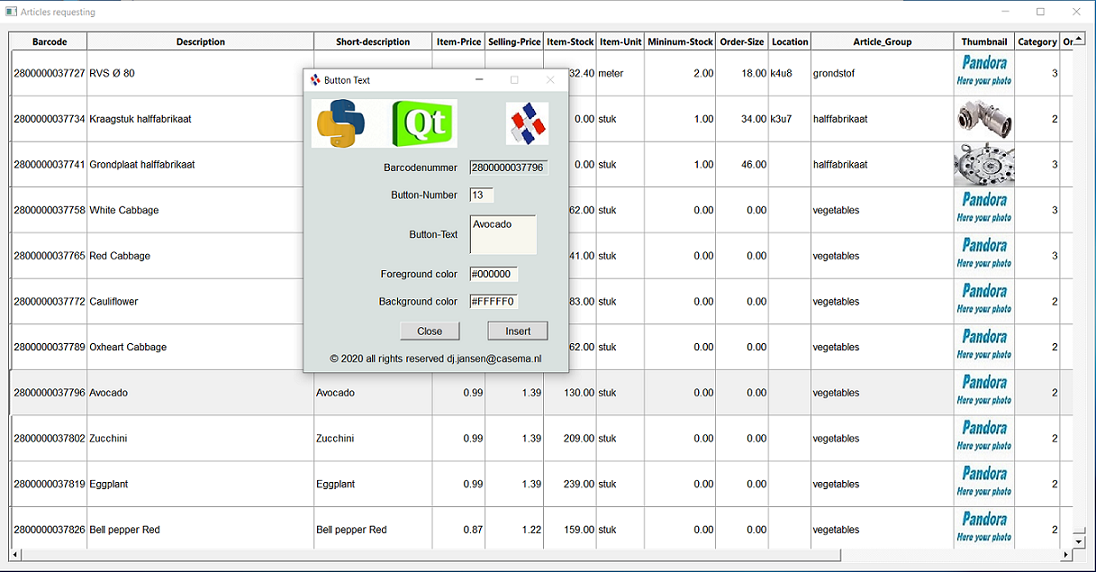 Articles requesting
Barcode Description Short-description Item-Price Selling-Price Item-Stock Item-Unit Mininum-Stock Order-Size Location Article_Group Thumbnail Category Or
2800000037727 RVS Ø 80 32.40 meter 2.00 18.00 k4u8 grondstof Pandora Here your photo 3
2800000037734 Kraagstuk halffabrikaat 0.00 stuk 1.00 34.00 k3u7 halffabrikaat 2
2800000037741 Grondplaat halffabrikaat 0.00 stuk 1.00 46.00 halffabrikaat 3
2800000037758 White Cabbage 62.00 stuk 0.00 0.00 vegetables Pandora Here your photo 3
2800000037765 Red Cabbage 41.00 stuk 0.00 0.00 vegetables Pandora Here your photo 3
2800000037772 Cauliflower 83.00 stuk 0.00 0.00 vegetables Pandora Here your photo 2
2800000037789 Oxheart Cabbage 62.00 stuk 0.00 0.00 vegetables Pandora Here your photo 2
2800000037796 Avocado Avocado 0.99 1.39 130.00 stuk 0.00 0.00 vegetables Pandora Here your photo 2
2800000037802 Zucchini Zucchini 0.99 1.39 209.00 stuk 0.00 0.00 vegetables Pandora Here your photo 2
2800000037819 Eggplant Eggplant 0.99 1.39 239.00 stuk 0.00 0.00 vegetables Pandora Here your photo 2
2800000037826 Bell pepper Red Bell pepper Red 0.87 1.22 159.00 stuk 0.00 0.00 vegetables Pandora Here your photo 2
Button Text
Qt
Barcodenummer 2800000037796
Button-Number 13
Button-Text Avocado
Foreground color #000000
Background color #FFFFF0
Close Insert
© 2020 all rights reserved dj.jansen@casema.nl